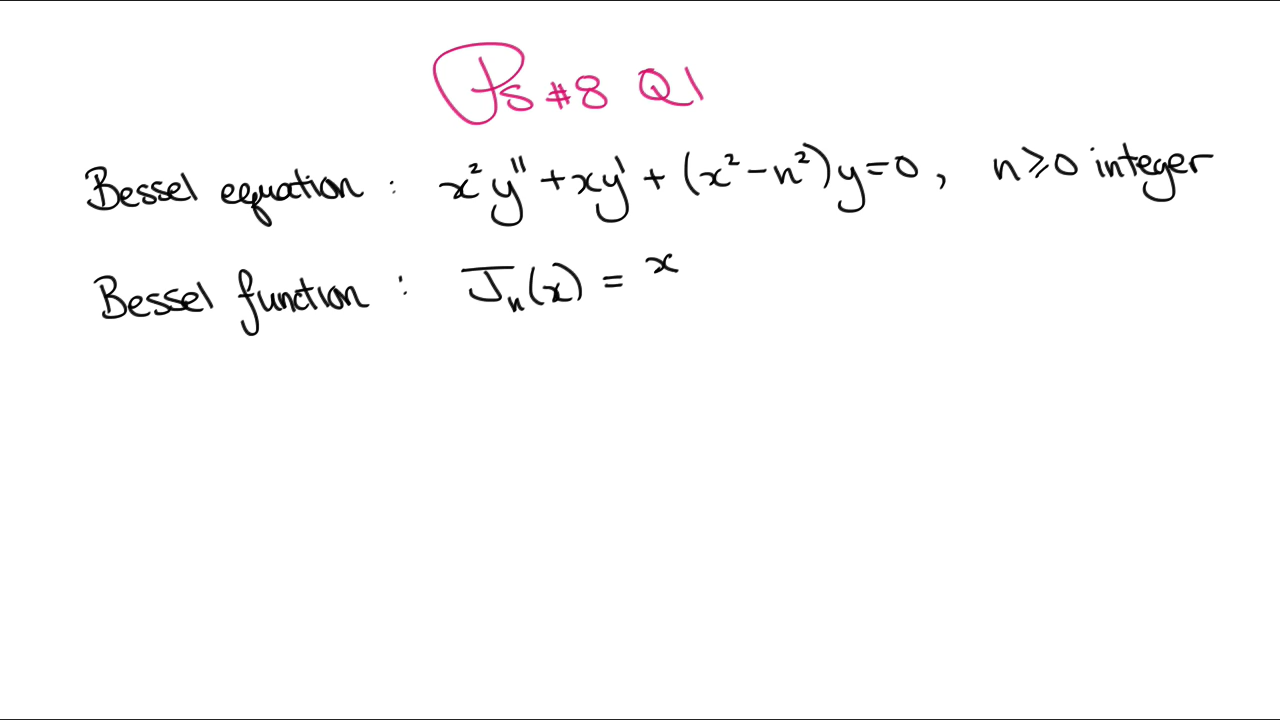 Ps #8 Q1
Bessel equation : x²y'' + xy' + (x² − n²)y = 0 , n ⩾ 0 integer
Bessel function : Jₙ(x) = x